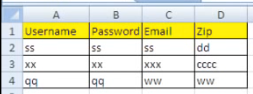 A B C D
1 Username Password Email Zip
2 ss ss ss dd
3 xx xx xxx cccc
4 qq qq ww ww